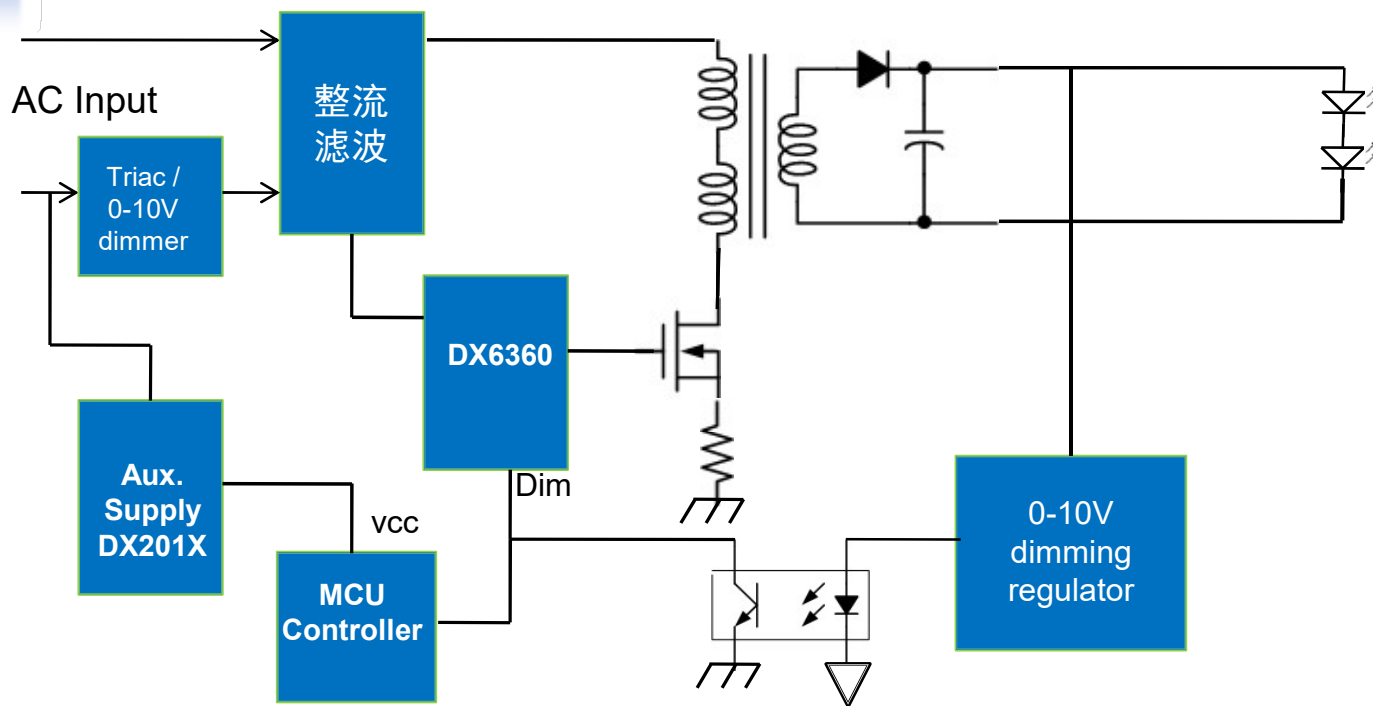 AC Input
整流
滤波
Triac /
0-10V
dimmer
DX6360
Dim
Aux.
Supply
DX201X
vcc
MCU
Controller
0-10V
dimming
regulator